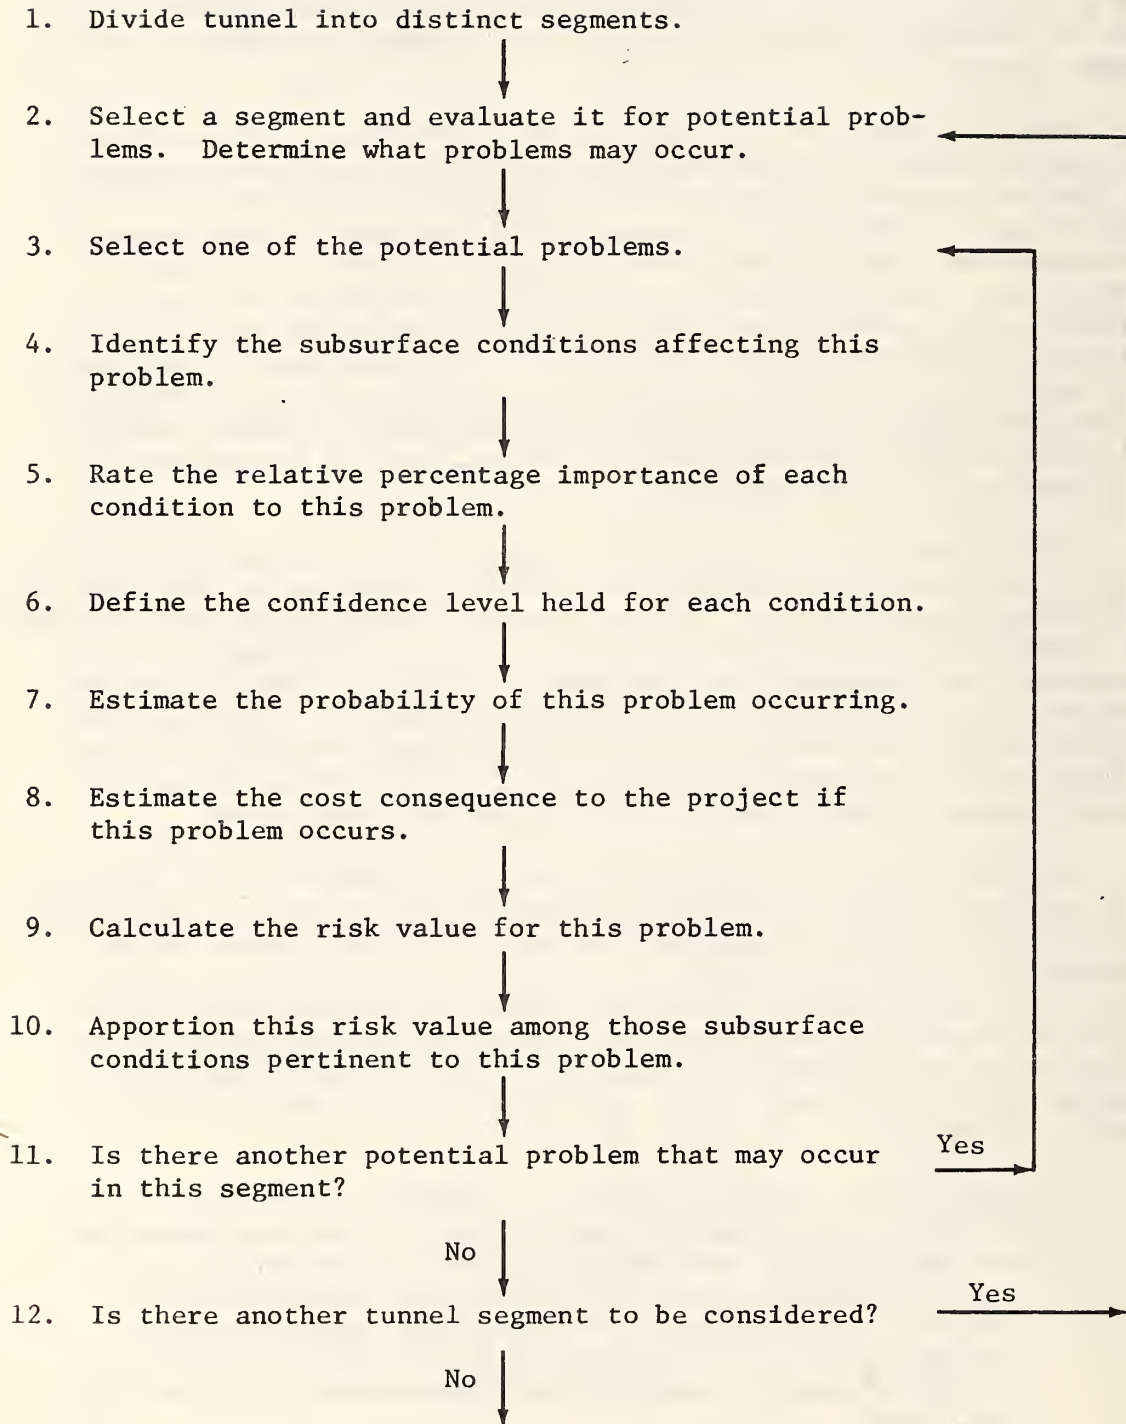 1. Divide tunnel into distinct segments.
2. Select a segment and evaluate it for potential prob-
lems. Determine what problems may occur.
3. Select one of the potential problems.
4. Identify the subsurface conditions affecting this
problem.
5. Rate the relative percentage importance of each
condition to this problem.
6. Define the confidence level held for each condition.
7. Estimate the probability of this problem occurring.
8. Estimate the cost consequence to the project if
this problem occurs.
9. Calculate the risk value for this problem.
10. Apportion this risk value among those subsurface
conditions pertinent to this problem.
11. Is there another potential problem that may occur
in this segment?
Yes
No
12. Is there another tunnel segment to be considered?
Yes
No